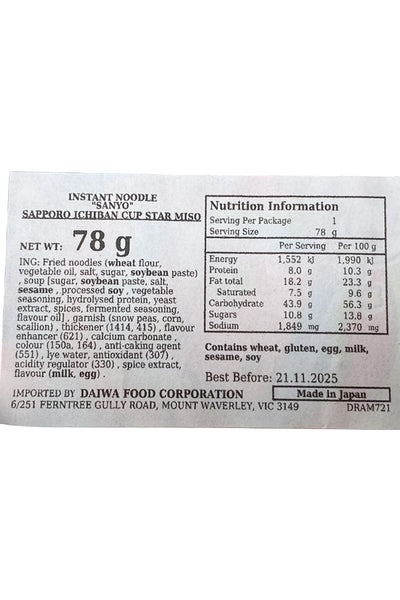 INSTANT NOODLE
"SANYO"
SAPPORO ICHIBAN CUP STAR MISO
NET WT: 78 g
ING: Fried noodles (wheat flour,
vegetable oil, salt, sugar, soybean paste)
, soup [sugar, soybean paste, salt,
sesame , processed soy , vegetable
seasoning, hydrolysed protein, yeast
extract, spices, fermented seasoning,
flavour oil] , garnish (snow peas, corn,
scallion) , thickener (1414, 415) , flavour
enhancer (621) , calcium carbonate ,
colour (150a, 164) , anti-caking agent
(551) , lye water, antioxidant (307) ,
acidity regulator (330) , spice extract,
flavour (milk, egg) .
Nutrition Information
Serving Per Package 1
Serving Size 78 g
Per Serving Per 100 g
Energy 1,552 kJ 1,990 kJ
Protein 8.0 g 10.3 g
Fat total 18.2 g 23.3 g
Saturated 7.5 g 9.6 g
Carbohydrate 43.9 g 56.3 g
Sugars 10.8 g 13.8 g
Sodium 1,849 mg 2,370 mg
Contains wheat, gluten, egg, milk,
sesame, soy
Best Before: 21.11.2025
IMPORTED BY DAIWA FOOD CORPORATION Made in Japan
6/251 FERNTREE GULLY ROAD, MOUNT WAVERLEY, VIC 3149 DRAM721